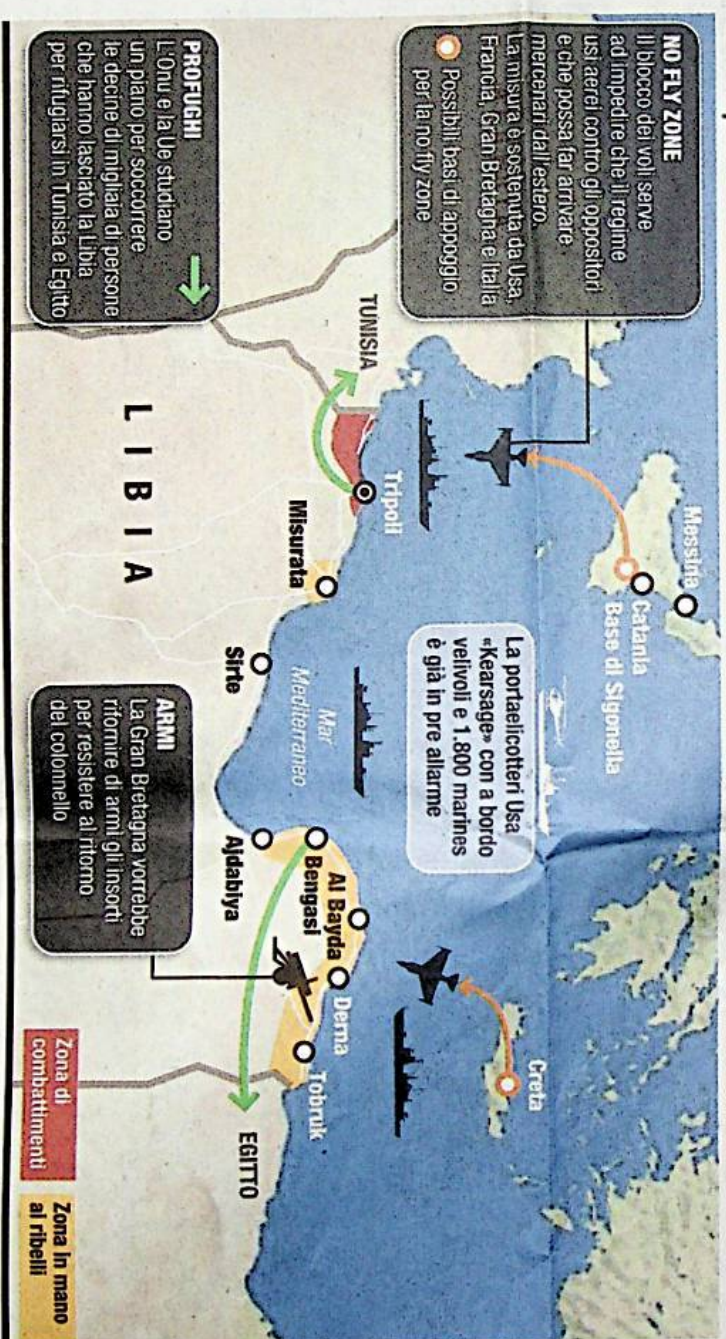 NO FLY ZONE
Il blocco dei voli serve
ad impedire che il regime
usi aerei contro gli oppositori
e che possa far arrivare
mercenari dall'estero.
La misura è sostenuta da Usa,
Francia, Gran Bretagna e Italia
Possibili basi di appoggio
per la no fly zone
Messina
Catania
Base di Sigonella
La portaelicotteri Usa
«Kearsage» con a bordo
velivoli e 1.800 marines
è già in pre allarme
Creta
TUNISIA
Tripoli
Misurata
Sirte
Mar
Mediterraneo
Al Bayda
Bengasi
Derna
Tobruk
Ajdabiya
EGITTO
LIBIA
PROFUGHI
L'Onu e la Ue studiano
un piano per soccorrere
le decine di migliaia di persone
che hanno lasciato la Libia
per rifugiarsi in Tunisia e Egitto
ARMI
La Gran Bretagna vorrebbe
rifornire di armi gli insorti
per resistere al ritorno
del colonnello
Zona di
combattimenti
Zona in mano
ai ribelli